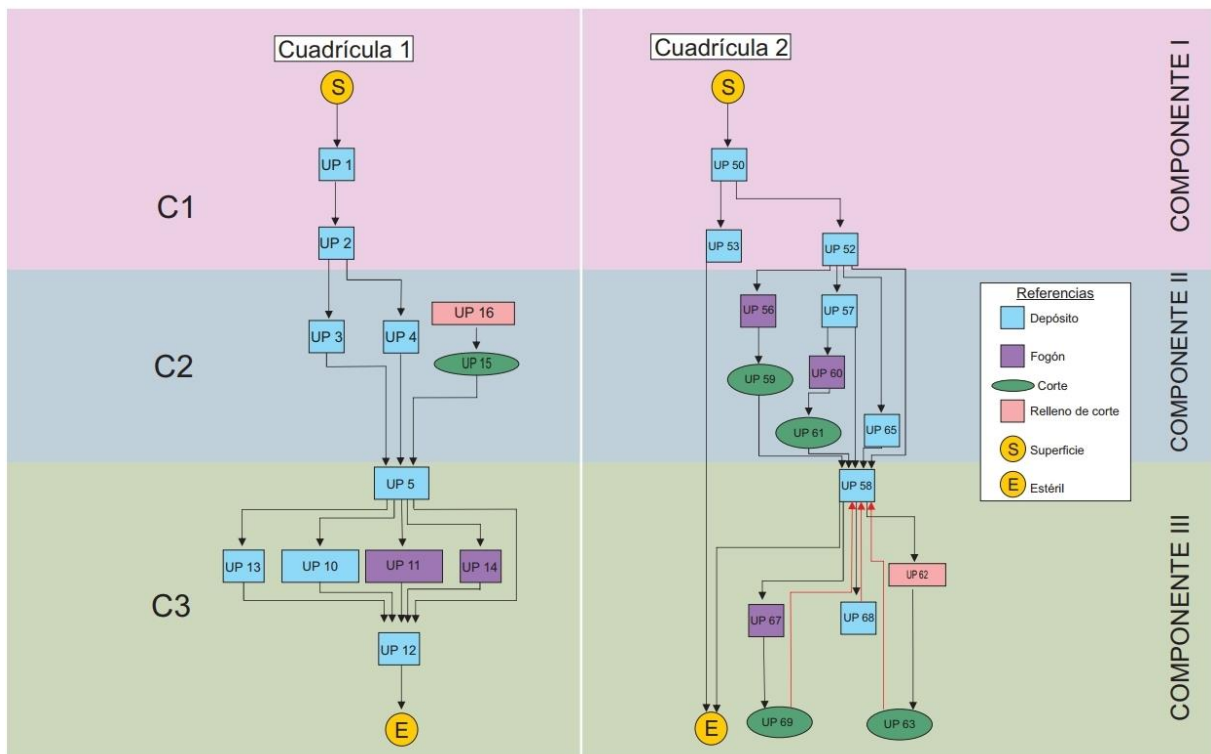 Cuadrícula 1
S
UP 1
C1
UP 2
UP 3
UP 4
UP 16
UP 15
C2
UP 5
UP 13
UP 10
UP 11
UP 14
C3
UP 12
E
Cuadrícula 2
S
UP 50
UP 53
UP 52
UP 56
UP 57
UP 59
UP 60
UP 61
UP 65
UP 58
UP 62
UP 67
UP 68
E
UP 69
UP 63
COMPONENTE I
COMPONENTE II
COMPONENTE III
Referencias
Depósito
Fogón
Corte
Relleno de corte
S
Superficie
E
Estéril